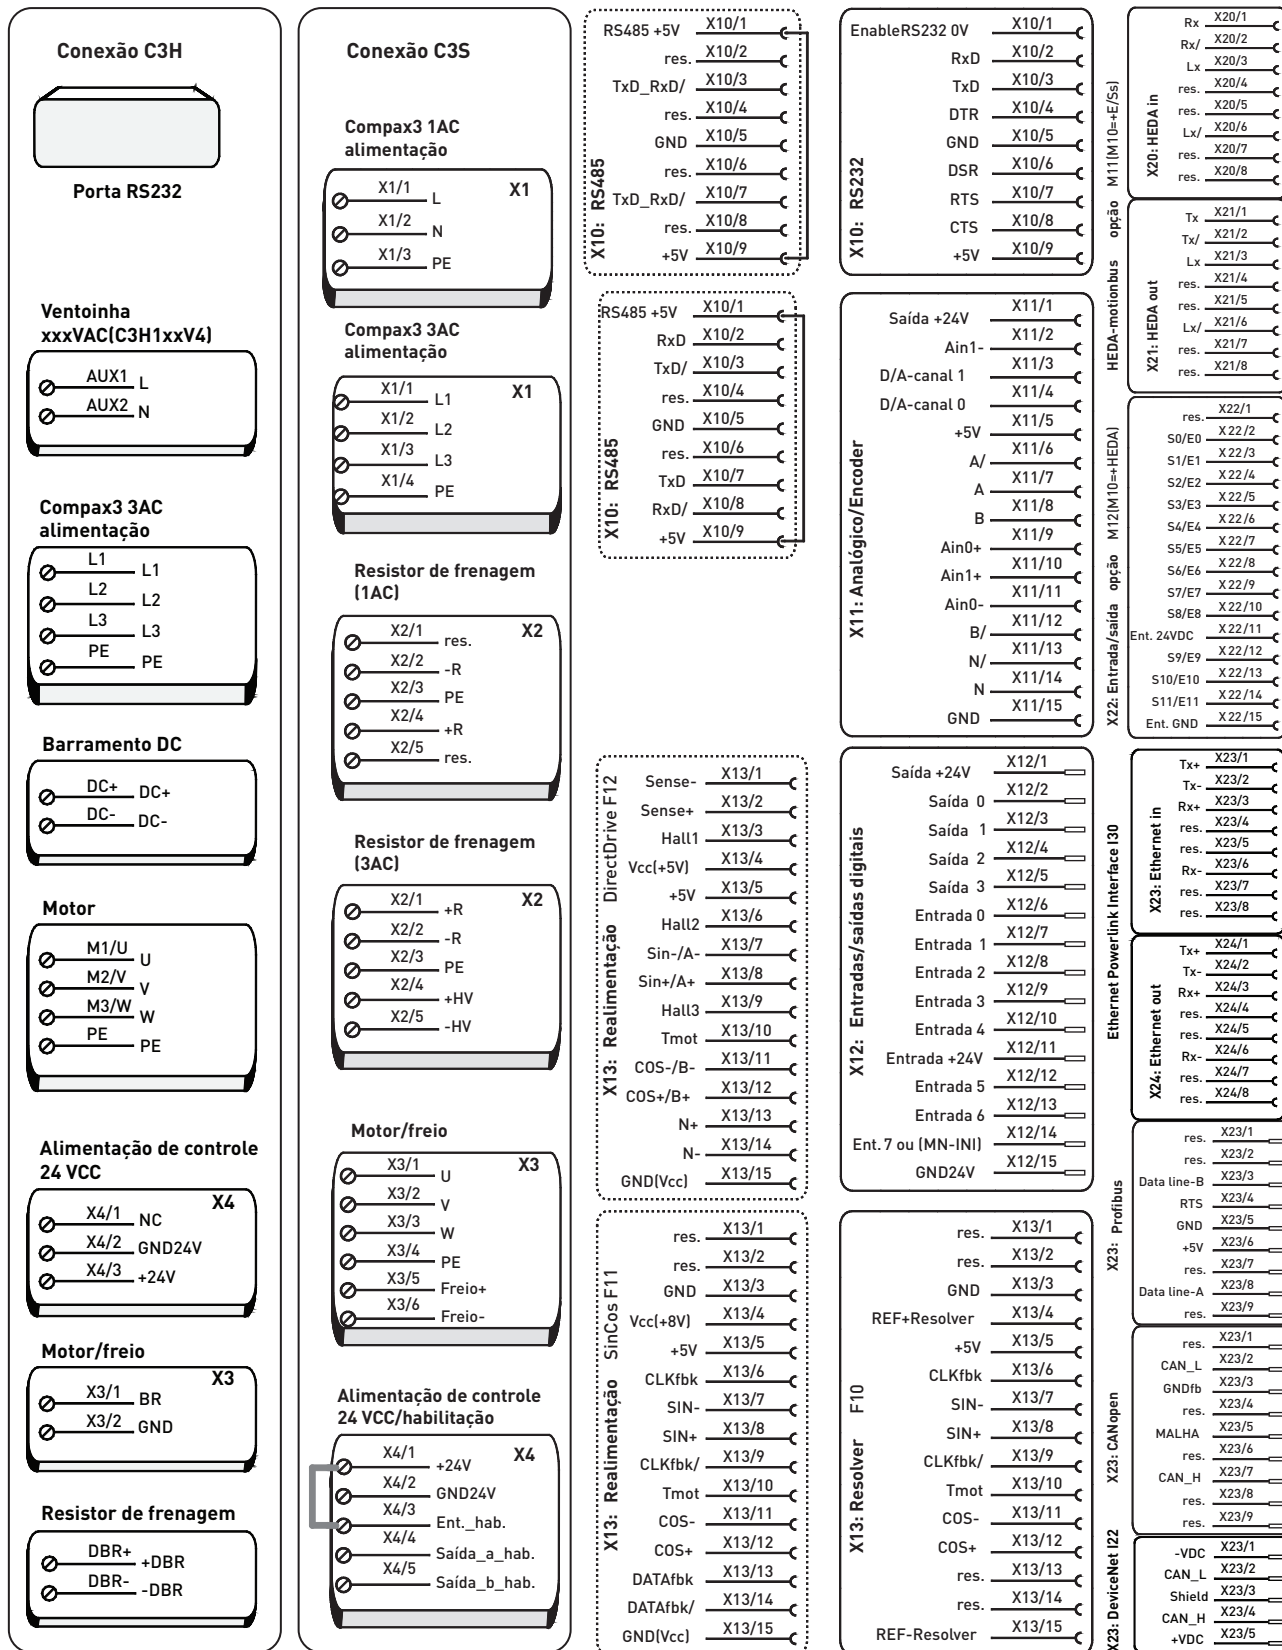 Conexão C3H
Porta RS232
Ventoinha
xxxVAC(C3H1xxV4)
AUX1 L
AUX2 N
Compax3 3AC
alimentação
L1 L1
L2 L2
L3 L3
PE PE
Barramento DC
DC+ DC+
DC- DC-
Motor
M1/U U
M2/V V
M3/W W
PE PE
Alimentação de controle
24 VCC
X4
X4/1 NC
X4/2 GND24V
X4/3 +24V
Motor/freio
X3
X3/1 BR
X3/2 GND
Resistor de frenagem
DBR+ +DBR
DBR- -DBR
Conexão C3S
Compax3 1AC
alimentação
X1
X1/1 L
X1/2 N
X1/3 PE
Compax3 3AC
alimentação
X1
X1/1 L1
X1/2 L2
X1/3 L3
X1/4 PE
Resistor de frenagem
(1AC)
X2
X2/1 res.
X2/2 -R
X2/3 PE
X2/4 +R
X2/5 res.
Resistor de frenagem
(3AC)
X2
X2/1 +R
X2/2 -R
X2/3 PE
X2/4 +HV
X2/5 -HV
Motor/freio
X3
X3/1 U
X3/2 V
X3/3 W
X3/4 PE
X3/5 Freio+
X3/6 Freio-
Alimentação de controle
24 VCC/habilitação
X4
X4/1 +24V
X4/2 GND24V
X4/3 Ent._hab.
X4/4 Saída_a_hab.
X4/5 Saída_b_hab.
X10: RS485
RS485 +5V X10/1
res. X10/2
TxD_RxD/ X10/3
res. X10/4
GND X10/5
res. X10/6
TxD_RxD/ X10/7
res. X10/8
+5V X10/9
X10: RS485
RS485 +5V X10/1
RxD X10/2
TxD/ X10/3
res. X10/4
GND X10/5
res. X10/6
TxD X10/7
RxD/ X10/8
+5V X10/9
X13: Realimentação DirectDrive F12
Sense- X13/1
Sense+ X13/2
Hall1 X13/3
Vcc(+5V) X13/4
+5V X13/5
Hall2 X13/6
Sin-/A- X13/7
Sin+/A+ X13/8
Hall3 X13/9
Tmot X13/10
COS-/B- X13/11
COS+/B+ X13/12
N+ X13/13
N- X13/14
GND(Vcc) X13/15
X13: Realimentação SinCos F11
res. X13/1
res. X13/2
GND X13/3
Vcc(+8V) X13/4
+5V X13/5
CLKfbk X13/6
SIN- X13/7
SIN+ X13/8
CLKfbk/ X13/9
Tmot X13/10
COS- X13/11
COS+ X13/12
DATAfbk X13/13
DATAfbk/ X13/14
GND(Vcc) X13/15
X10: RS232
EnableRS232 0V X10/1
RxD X10/2
TxD X10/3
DTR X10/4
GND X10/5
DSR X10/6
RTS X10/7
CTS X10/8
+5V X10/9
X11: Analógico/Encoder
Saída +24V X11/1
Ain1- X11/2
D/A-canal 1 X11/3
D/A-canal 0 X11/4
+5V X11/5
A/ X11/6
A X11/7
B X11/8
Ain0+ X11/9
Ain1+ X11/10
Ain0- X11/11
B/ X11/12
N/ X11/13
N X11/14
GND X11/15
X12: Entradas/saídas digitais
Saída +24V X12/1
Saída 0 X12/2
Saída 1 X12/3
Saída 2 X12/4
Saída 3 X12/5
Entrada 0 X12/6
Entrada 1 X12/7
Entrada 2 X12/8
Entrada 3 X12/9
Entrada 4 X12/10
Entrada +24V X12/11
Entrada 5 X12/12
Entrada 6 X12/13
Ent. 7 ou (MN-INI) X12/14
GND24V X12/15
X13: Resolver F10
res. X13/1
res. X13/2
GND X13/3
REF+Resolver X13/4
+5V X13/5
CLKfbk X13/6
SIN- X13/7
SIN+ X13/8
CLKfbk/ X13/9
Tmot X13/10
COS- X13/11
COS+ X13/12
res. X13/13
res. X13/14
REF-Resolver X13/15
HEDA-motionbus opção M11(M10=+E/Ss)
X20: HEDA in
Rx X20/1
Rx/ X20/2
Lx X20/3
res. X20/4
res. X20/5
Lx/ X20/6
res. X20/7
res. X20/8
X21: HEDA out
Tx X21/1
Tx/ X21/2
Lx X21/3
res. X21/4
res. X21/5
Lx/ X21/6
res. X21/7
res. X21/8
X22: Entrada/saída opção M12(M10=+HEDA)
res. X22/1
S0/E0 X22/2
S1/E1 X22/3
S2/E2 X22/4
S3/E3 X22/5
S4/E4 X22/6
S5/E5 X22/7
S6/E6 X22/8
S7/E7 X22/9
S8/E8 X22/10
Ent. 24VDC X22/11
S9/E9 X22/12
S10/E10 X22/13
S11/E11 X22/14
Ent. GND X22/15
Ethernet Powerlink Interface I30
X23: Ethernet in
Tx+ X23/1
Tx- X23/2
Rx+ X23/3
res. X23/4
res. X23/5
Rx- X23/6
res. X23/7
res. X23/8
X24: Ethernet out
Tx+ X24/1
Tx- X24/2
Rx+ X24/3
res. X24/4
res. X24/5
Rx- X24/6
res. X24/7
res. X24/8
X23: Profibus
res. X23/1
res. X23/2
Data line-B X23/3
RTS X23/4
GND X23/5
+5V X23/6
res. X23/7
Data line-A X23/8
res. X23/9
X23: CANopen
res. X23/1
CAN_L X23/2
GNDfb X23/3
res. X23/4
MALHA X23/5
res. X23/6
CAN_H X23/7
res. X23/8
res. X23/9
X23: DeviceNet I22
-VDC X23/1
CAN_L X23/2
Shield X23/3
CAN_H X23/4
+VDC X23/5